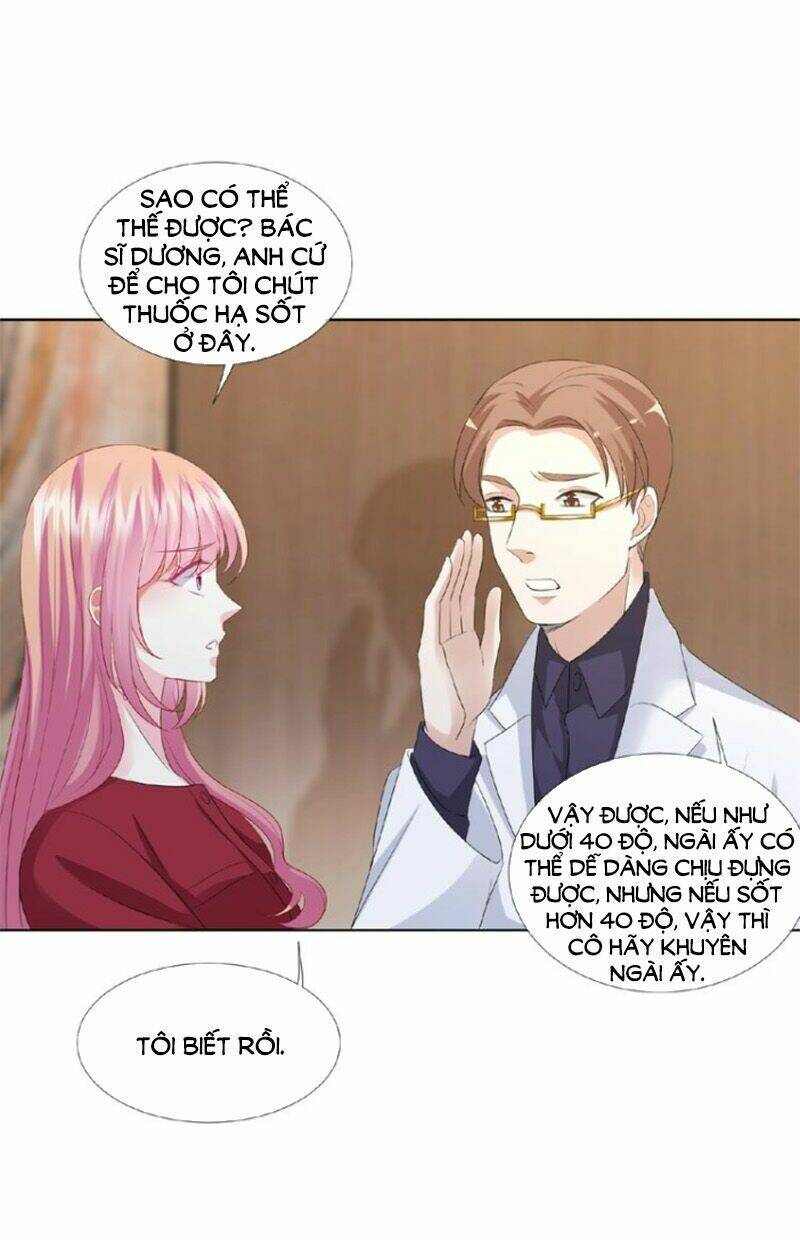 SAO CÓ THỂ
THẾ ĐƯỢC? BÁC
SĨ DƯƠNG, ANH CỨ
ĐỂ CHO TÔI CHÚT
THUỐC HẠ SỐT
Ở ĐÂY.
VẬY ĐƯỢC, NẾU NHƯ
DƯỚI 40 ĐỘ, NGÀI ẤY CÓ
THỂ DỄ DÀNG CHỊU ĐỰNG
ĐƯỢC, NHƯNG NẾU SỐT
HƠN 40 ĐỘ, VẬY THÌ
CÔ HÃY KHUYÊN
NGÀI ẤY.
TÔI BIẾT RỒI.